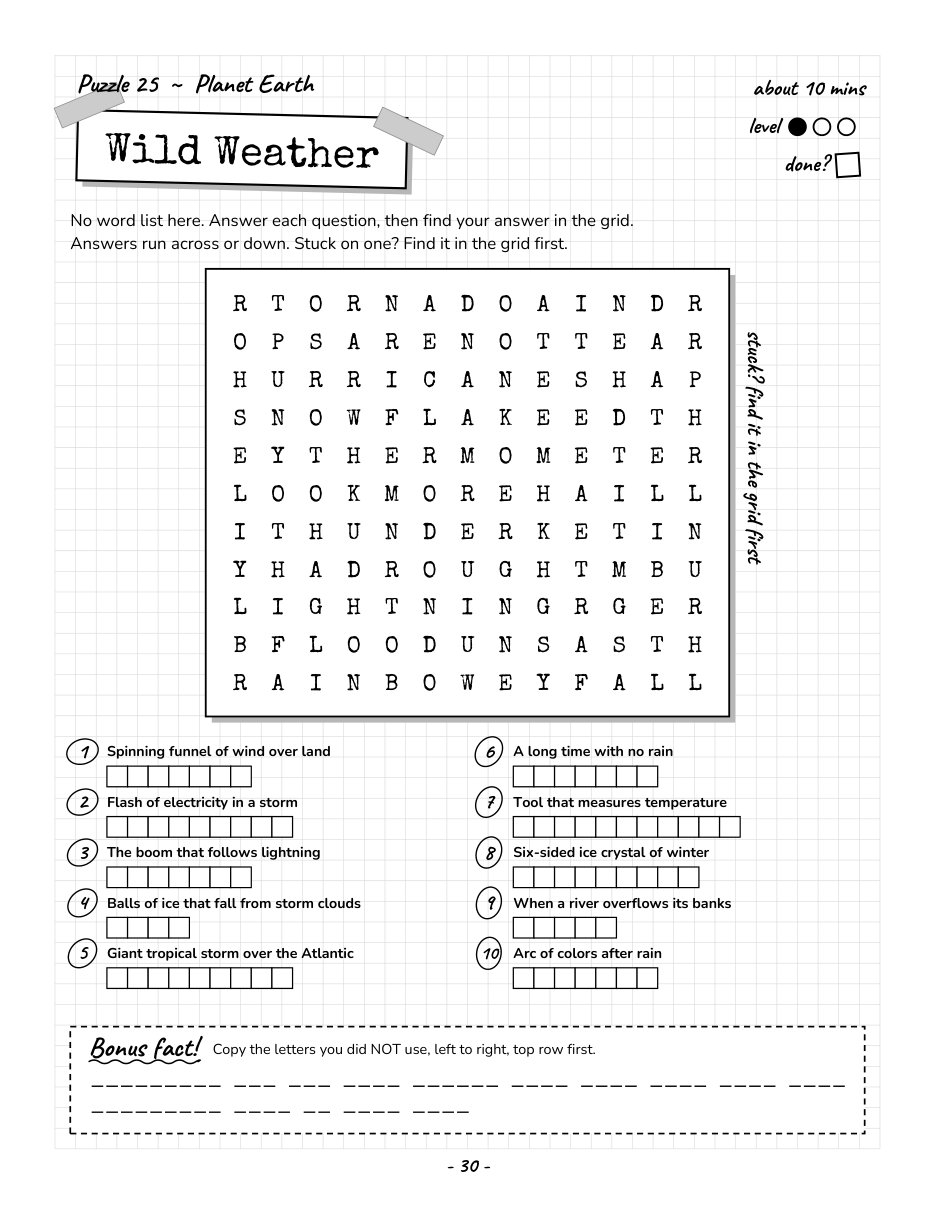 Puzzle 25 ~ Planet Earth
about 10 mins
Wild Weather
level
done?
No word list here. Answer each question, then find your answer in the grid.
Answers run across or down. Stuck on one? Find it in the grid first.
R T O R N A D O A I N D R
O P S A R E N O T T E A R
H U R R I C A N E S H A P
S N O W F L A K E E D T H
E Y T H E R M O M E T E R
L O O K M O R E H A I L L
I T H U N D E R K E T I N
Y H A D R O U G H T M B U
L I G H T N I N G R G E R
B F L O O D U N S A S T H
R A I N B O W E Y F A L L
stuck? find it in the grid first
1 Spinning funnel of wind over land
2 Flash of electricity in a storm
3 The boom that follows lightning
4 Balls of ice that fall from storm clouds
5 Giant tropical storm over the Atlantic
6 A long time with no rain
7 Tool that measures temperature
8 Six-sided ice crystal of winter
9 When a river overflows its banks
10 Arc of colors after rain
Bonus fact! Copy the letters you did NOT use, left to right, top row first.
- 30 -